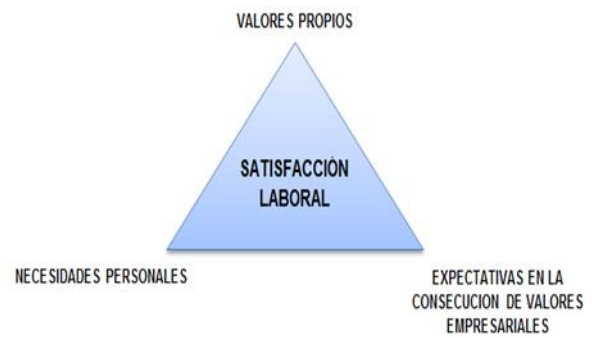 VALORES PROPIOS
SATISFACCIÓN
LABORAL
NECESIDADES PERSONALES
EXPECTATIVAS EN LA
CONSECUCION DE VALORES
EMPRESARIALES